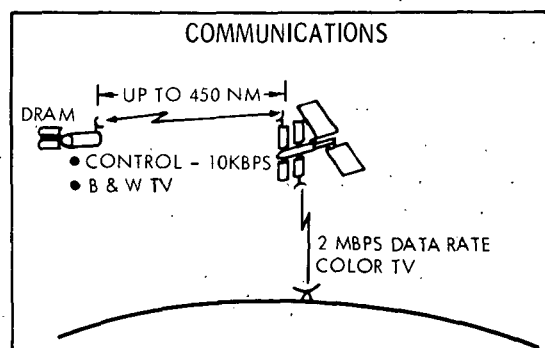 COMMUNICATIONS
UP TO 450 NM
DRAM
• CONTROL - 10KBPS
• B & W TV
2 MBPS DATA RATE
COLOR TV